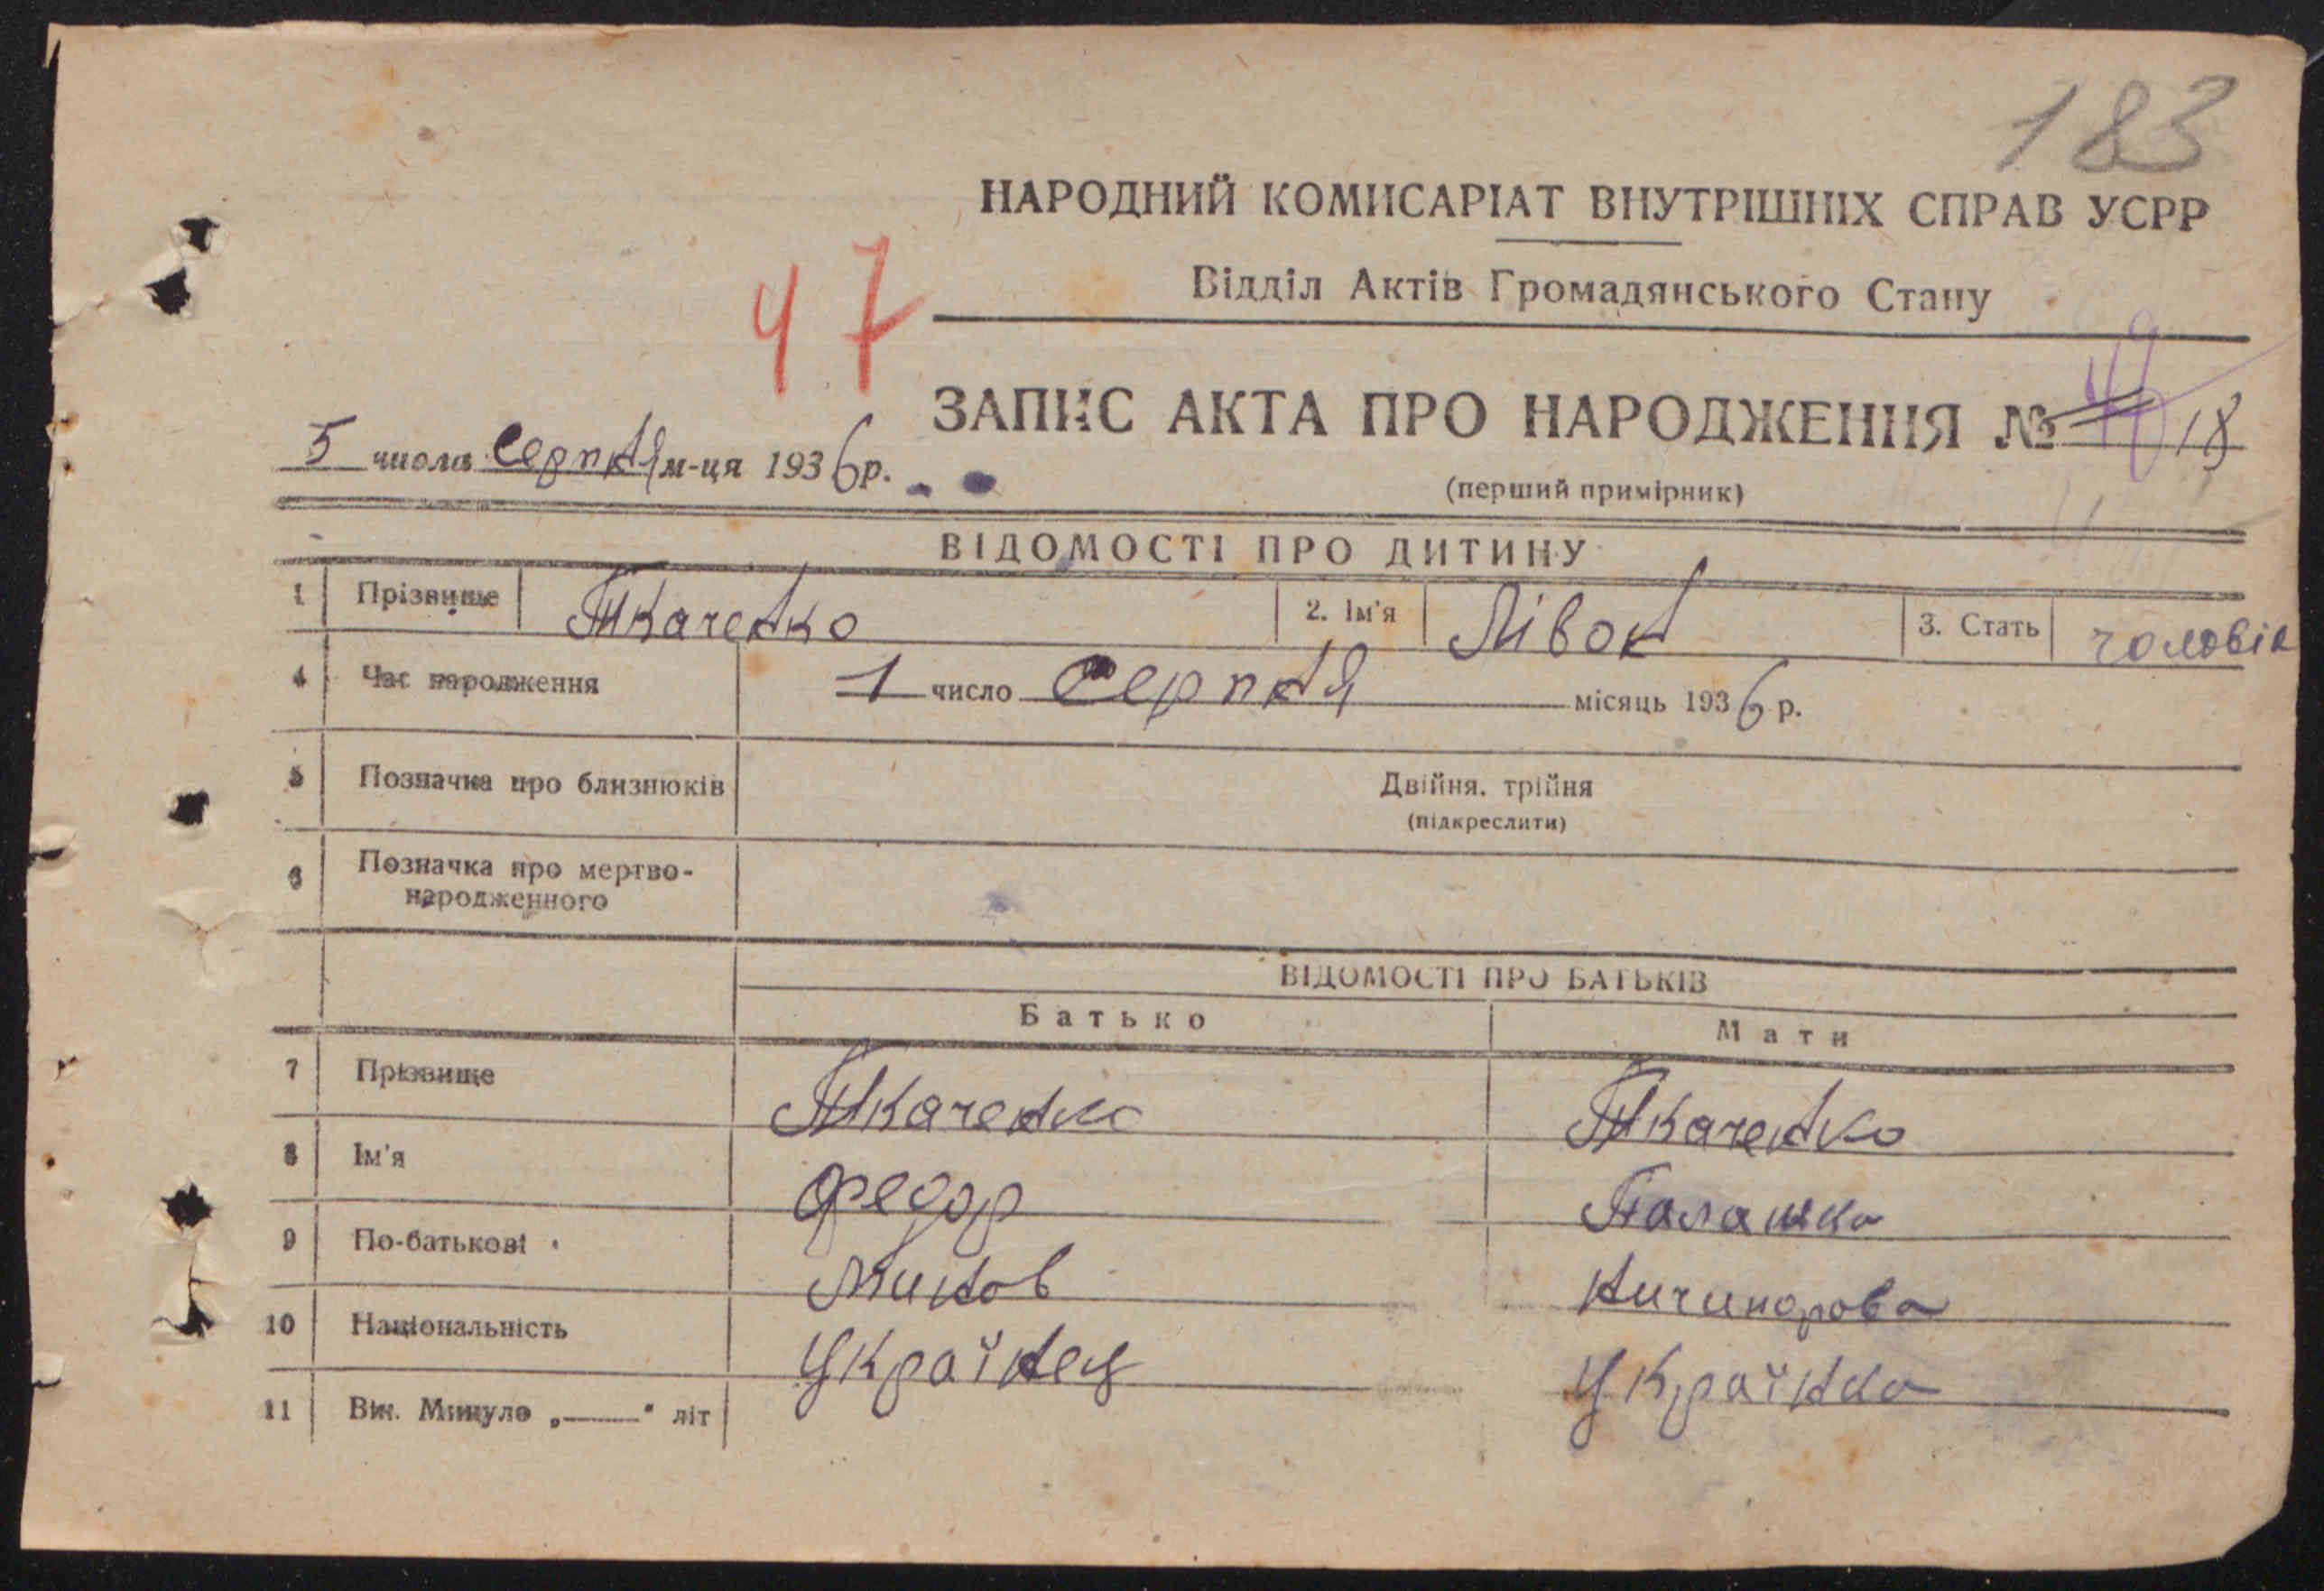 183
НАРОДНИЙ КОМИСАРІАТ ВНУТРІШНІХ СПРАВ УСРР
Відділ Актів Громадянського Стану
47
ЗАПИС АКТА ПРО НАРОДЖЕННЯ № 18
5 числа Серпня м-ця 1936 р.
(перший примірник)
ВІДОМОСТІ ПРО ДИТИНУ
1 Прізвище Ткаченко 2. Ім'я Лівон 3. Стать чоловік
4 Час народження 1 число Серпня місяць 1936 р.
5 Позначка про близнюків Двійня, трійня
(підкреслити)
6 Позначка про мертво-
народженного
ВІДОМОСТІ ПРО БАТЬКІВ
Батько Мати
7 Прізвище Ткаченко Ткаченко
8 Ім'я Федор Палашка
9 По-батькові Минов Ничипорова
10 Національність Українец Українка
11 Вік. Минуло „——" літ